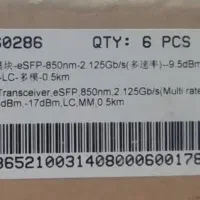 60286 QTY: 6 PCS
模块-eSFP-850nm-2.125Gb/s(多速率)--9.5dBm
-LC-多模-0.5km
Transceiver,eSFP,850nm,2.125Gb/s(Multi rate
dBm,-17dBm,LC,MM,0.5km
365210031408000600178